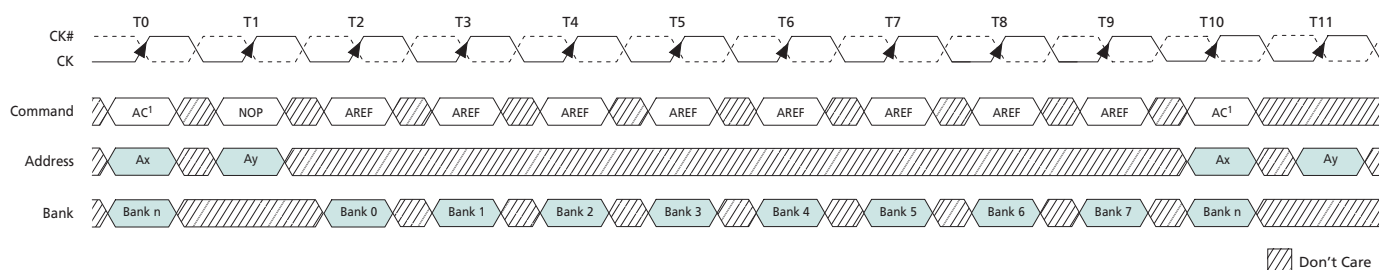 T0 T1 T2 T3 T4 T5 T6 T7 T8 T9 T10 T11
CK#
CK
Command AC¹ NOP AREF AREF AREF AREF AREF AREF AREF AREF AC¹
Address Ax Ay Ax Ay
Bank Bank n Bank 0 Bank 1 Bank 2 Bank 3 Bank 4 Bank 5 Bank 6 Bank 7 Bank n
Don't Care